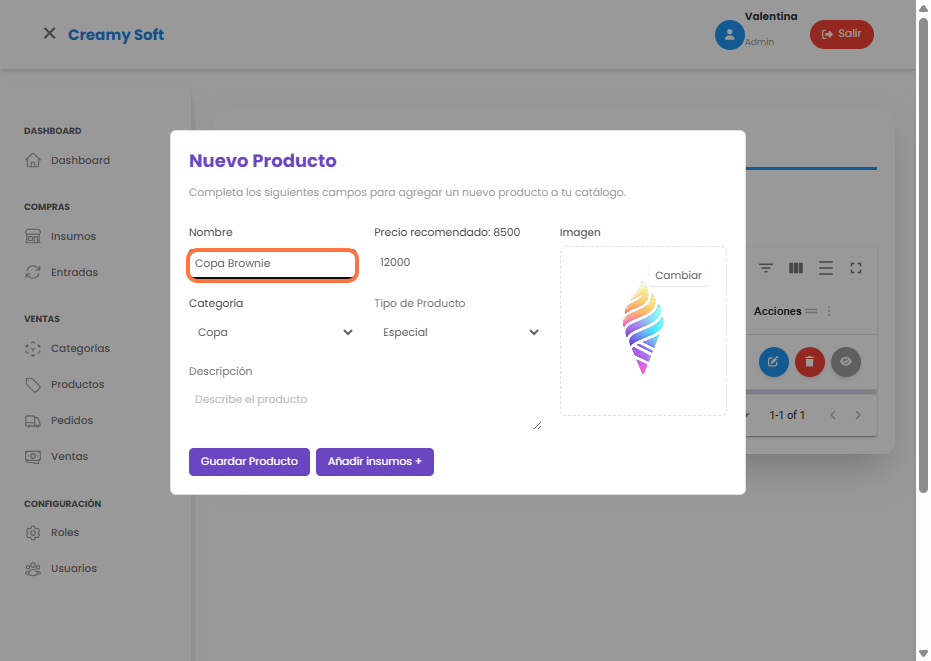 Creamy Soft
Valentina
Admin
Salir
DASHBOARD
Dashboard
COMPRAS
Insumos
Entradas
VENTAS
Categorías
Productos
Pedidos
Ventas
CONFIGURACIÓN
Roles
Usuarios
Nuevo Producto
Completa los siguientes campos para agregar un nuevo producto a tu catálogo.
Nombre
Precio recomendado: 8500
Imagen
Copa Brownie
12000
Cambiar
Categoría
Tipo de Producto
Copa
Especial
Descripción
Describe el producto
Guardar Producto
Añadir insumos +
Acciones
1-1 of 1